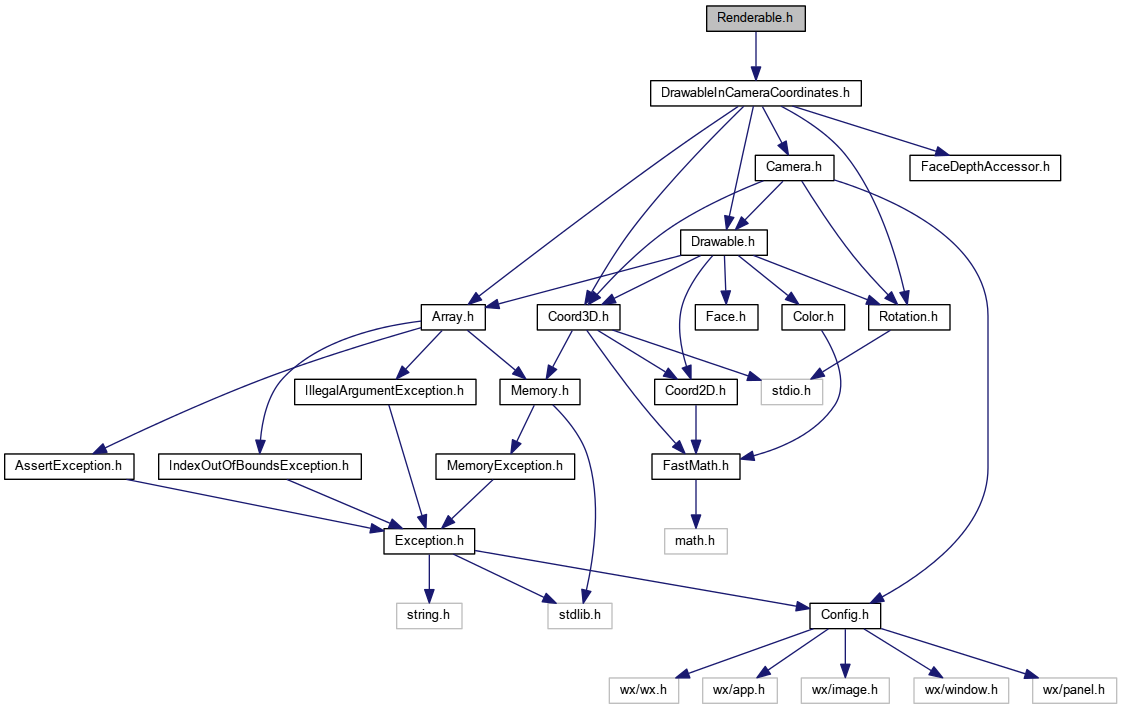 Renderable.h
DrawableInCameraCoordinates.h
Camera.h
FaceDepthAccessor.h
Drawable.h
Array.h
Coord3D.h
Face.h
Color.h
Rotation.h
IllegalArgumentException.h
Memory.h
Coord2D.h
stdio.h
AssertException.h
IndexOutOfBoundsException.h
MemoryException.h
FastMath.h
Exception.h
math.h
string.h
stdlib.h
Config.h
wx/wx.h
wx/app.h
wx/image.h
wx/window.h
wx/panel.h